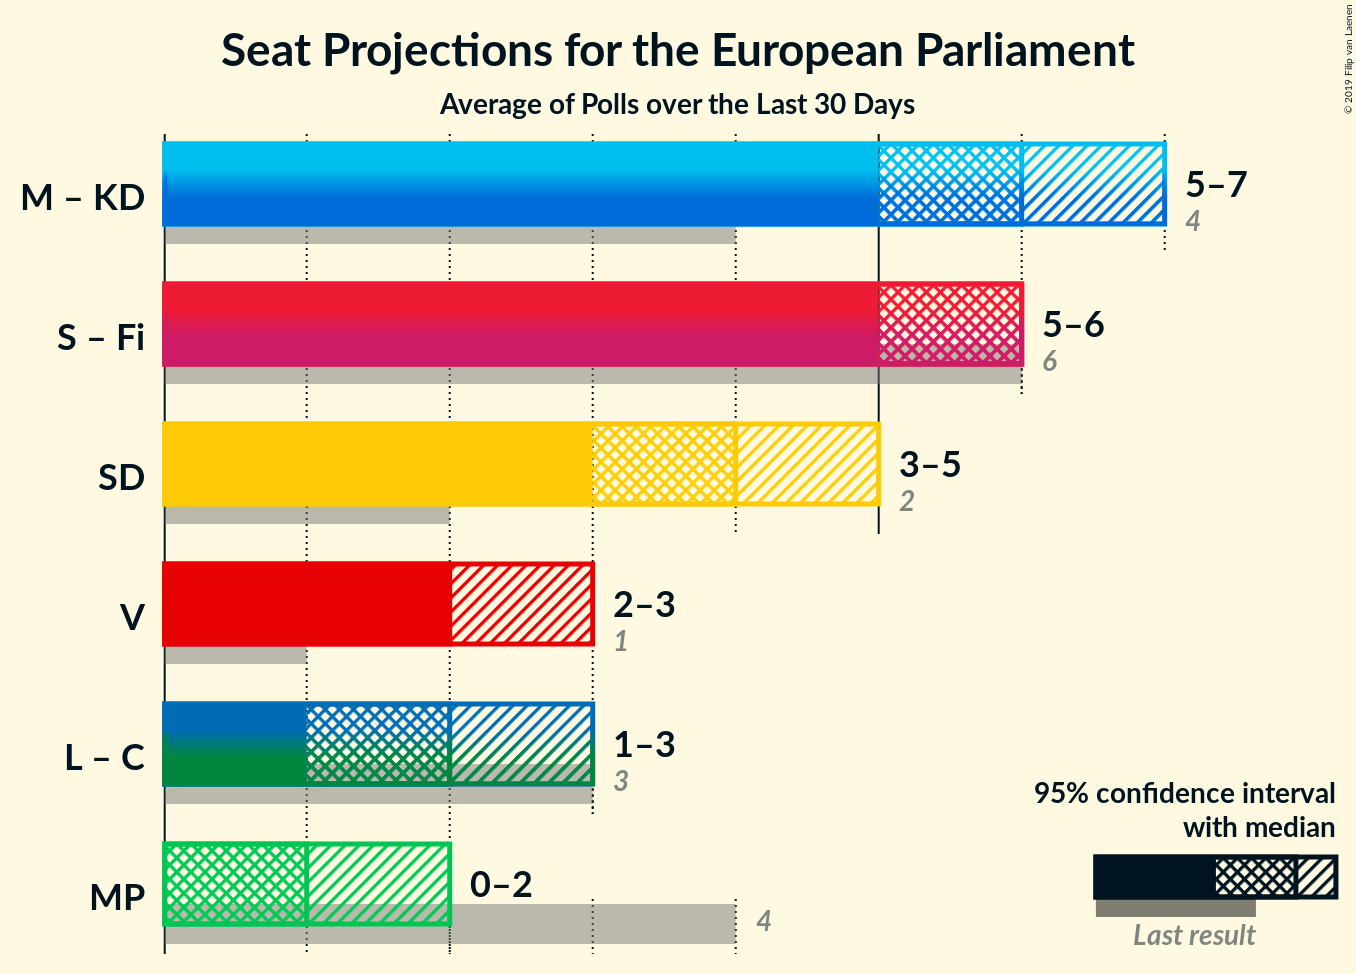 Seat Projections for the European Parliament
Average of Polls over the Last 30 Days
© 2019 Filip van Laenen
M – KD
5–7
4
S – Fi
5–6
6
SD
3–5
2
V
2–3
1
L – C
1–3
3
MP
0–2
4
95% confidence interval
with median
Last result